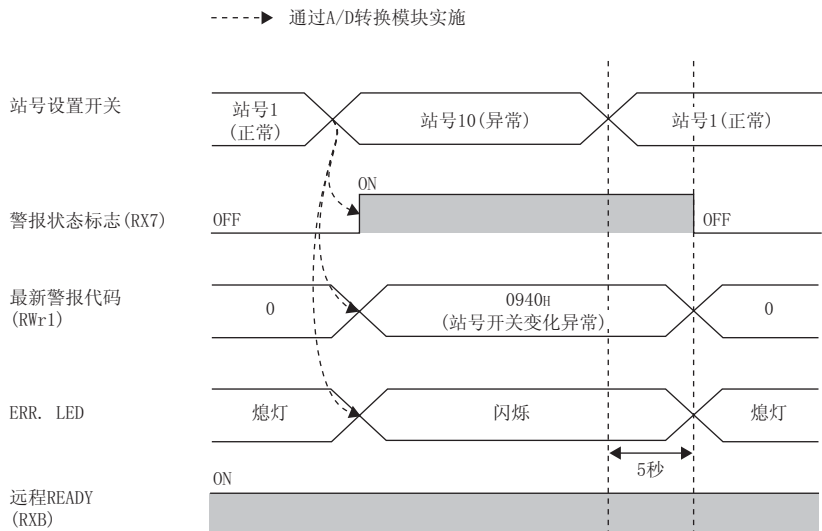 通过A/D转换模块实施
站号设置开关
站号1
(正常)
站号10(异常)
站号1(正常)
警报状态标志(RX7)
OFF
ON
OFF
最新警报代码
(RWr1)
0
0940H
(站号开关变化异常)
0
ERR. LED
熄灯
闪烁
熄灯
5秒
远程READY
(RXB)
ON